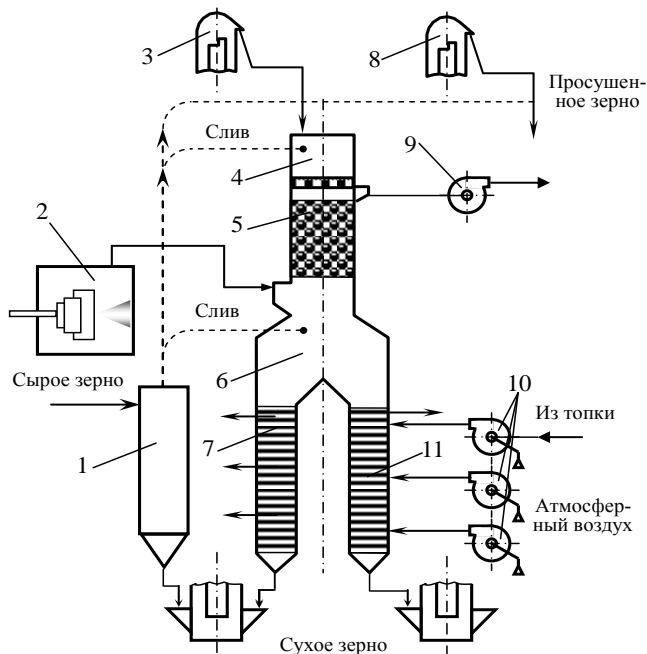 3
8
Просушен-
ное зерно
Слив
4
9
5
2
Слив
6
Сырое зерно
10
Из топки
7
11
1
Атмосфер-
ный воздух
Сухое зерно